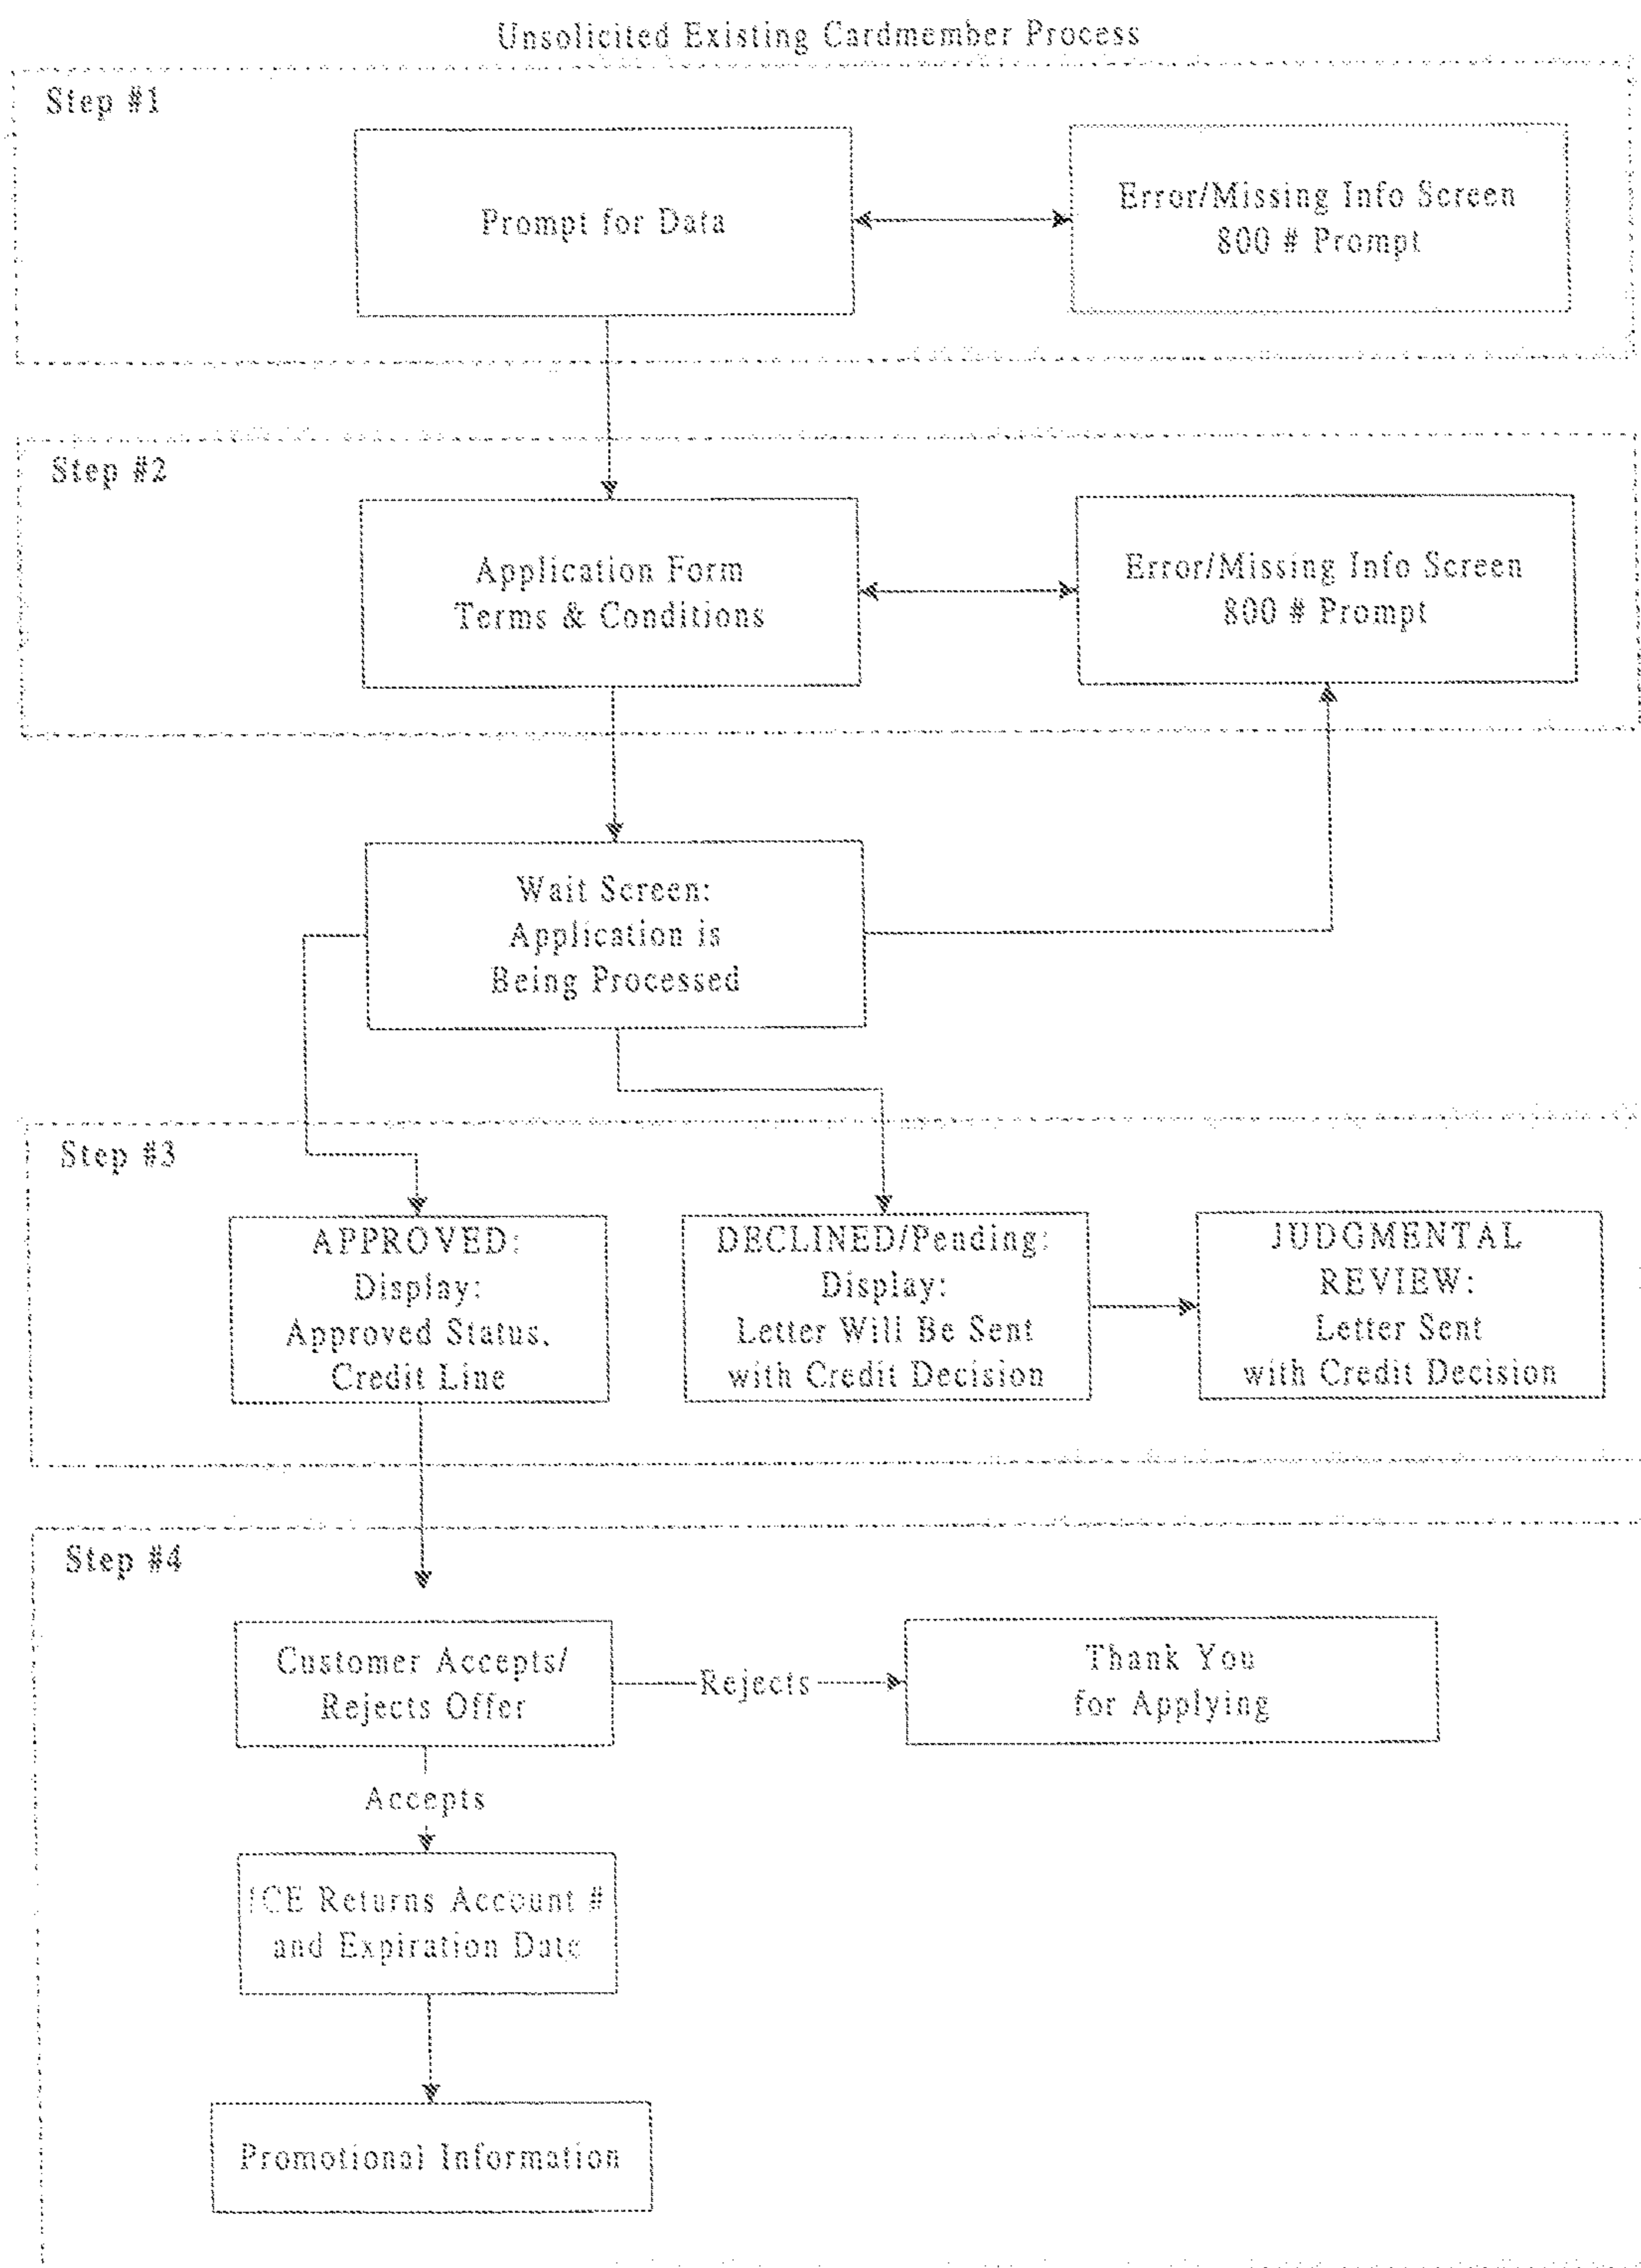 Unsolicited Existing Cardmember Process
Step #1
Prompt for Data
Error/Missing Info Screen
800 # Prompt
Step #2
Application Form
Terms & Conditions
Error/Missing Info Screen
800 # Prompt
Wait Screen:
Application is
Being Processed
Step #3
APPROVED:
Display:
Approved Status,
Credit Line
DECLINED/Pending:
Display:
Letter Will Be Sent
with Credit Decision
JUDGMENTAL
REVIEW:
Letter Sent
with Credit Decision
Step #4
Customer Accepts/
Rejects Offer
Rejects
Thank You
for Applying
Accepts
ICE Returns Account #
and Expiration Date
Promotional Information